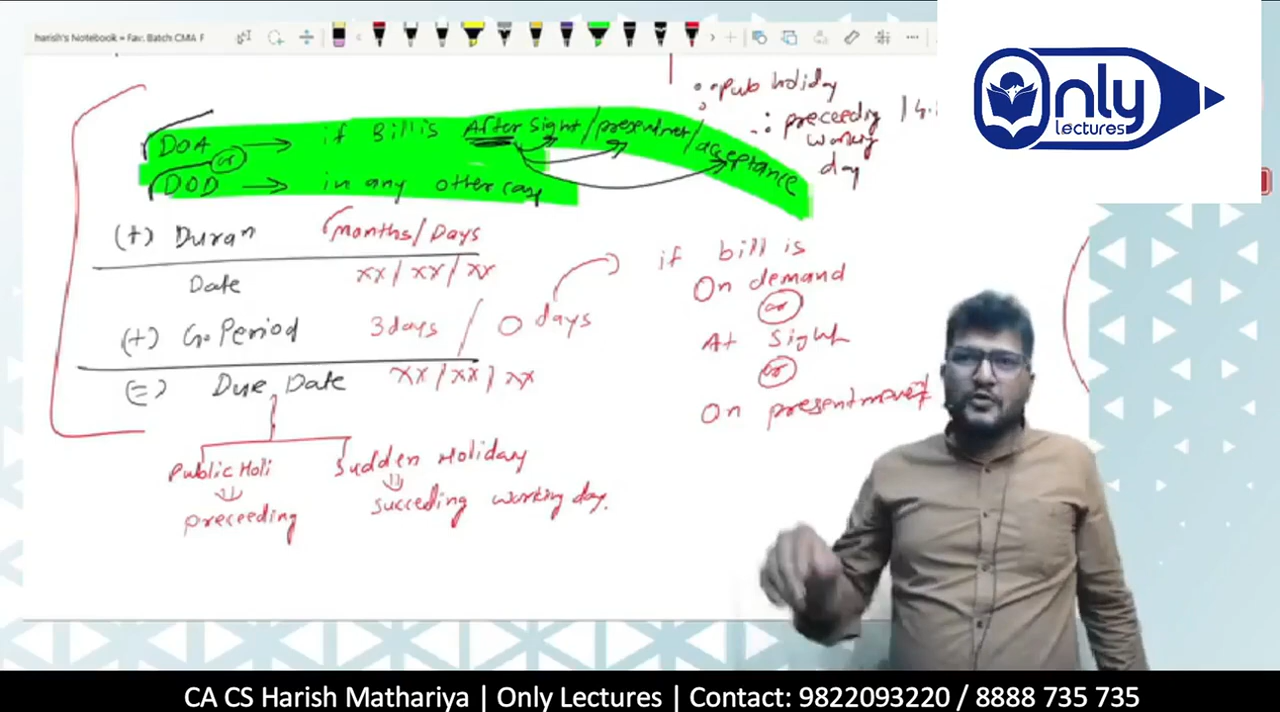 harish's Notebook » Fav. Batch CMA F
Only
lectures
Pub holiday
∴ preceeding
working
day
DOA → if Bill is After sight/presentmet/acceptance
or
DOD → in any other case
(+) Duran Months/Days
Date xx/xx/xx
(+) G.Period 3 days / 0 days
(=) Due Date xx/xx/xx
if bill is
On demand
or
At Sight
or
On presentment
Public Holi
preceeding
Sudden Holiday
succeding working day.
CA CS Harish Mathariya | Only Lectures | Contact: 9822093220 / 8888 735 735